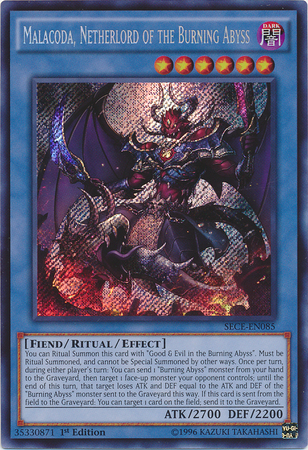 Malacoda, Netherlord of the Burning Abyss
DARK
闇
SECE-EN085
[Fiend/Ritual/Effect]
You can Ritual Summon this card with "Good & Evil in the Burning Abyss". Must be
Ritual Summoned, and cannot be Special Summoned by other ways. Once per turn,
during either player's turn: You can send 1 "Burning Abyss" monster from your hand
to the Graveyard, then target 1 face-up monster your opponent controls; until the
end of this turn, that target loses ATK and DEF equal to the ATK and DEF of the
"Burning Abyss" monster sent to the Graveyard this way. If this card is sent from the
field to the Graveyard: You can target 1 card on the field; send it to the Graveyard.
ATK/2700 DEF/2200
35330871 1st Edition ©1996 KAZUKI TAKAHASHI